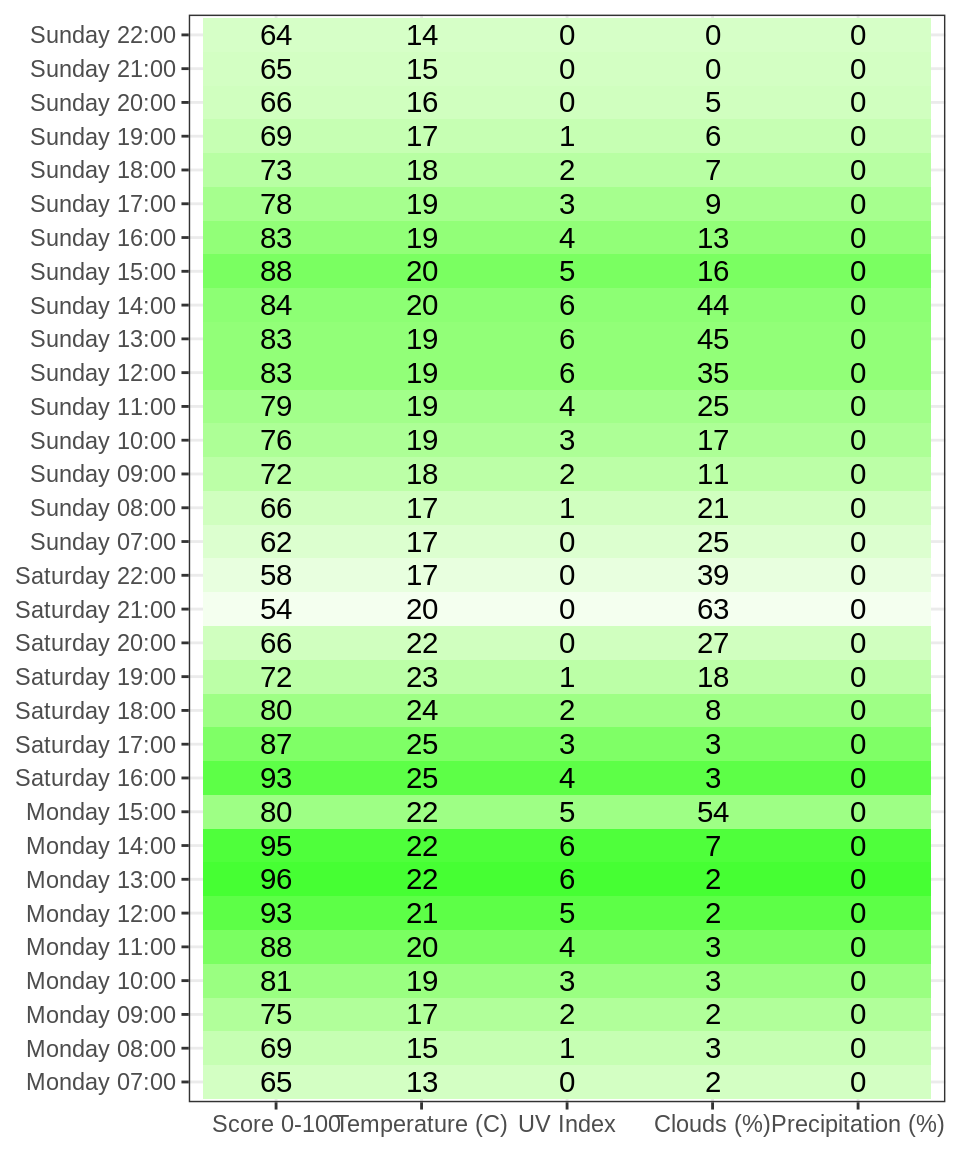 Sunday 22:00 64 14 0 0 0
Sunday 21:00 65 15 0 0 0
Sunday 20:00 66 16 0 5 0
Sunday 19:00 69 17 1 6 0
Sunday 18:00 73 18 2 7 0
Sunday 17:00 78 19 3 9 0
Sunday 16:00 83 19 4 13 0
Sunday 15:00 88 20 5 16 0
Sunday 14:00 84 20 6 44 0
Sunday 13:00 83 19 6 45 0
Sunday 12:00 83 19 6 35 0
Sunday 11:00 79 19 4 25 0
Sunday 10:00 76 19 3 17 0
Sunday 09:00 72 18 2 11 0
Sunday 08:00 66 17 1 21 0
Sunday 07:00 62 17 0 25 0
Saturday 22:00 58 17 0 39 0
Saturday 21:00 54 20 0 63 0
Saturday 20:00 66 22 0 27 0
Saturday 19:00 72 23 1 18 0
Saturday 18:00 80 24 2 8 0
Saturday 17:00 87 25 3 3 0
Saturday 16:00 93 25 4 3 0
Monday 15:00 80 22 5 54 0
Monday 14:00 95 22 6 7 0
Monday 13:00 96 22 6 2 0
Monday 12:00 93 21 5 2 0
Monday 11:00 88 20 4 3 0
Monday 10:00 81 19 3 3 0
Monday 09:00 75 17 2 2 0
Monday 08:00 69 15 1 3 0
Monday 07:00 65 13 0 2 0
Score 0-100 Temperature (C) UV Index Clouds (%) Precipitation (%)